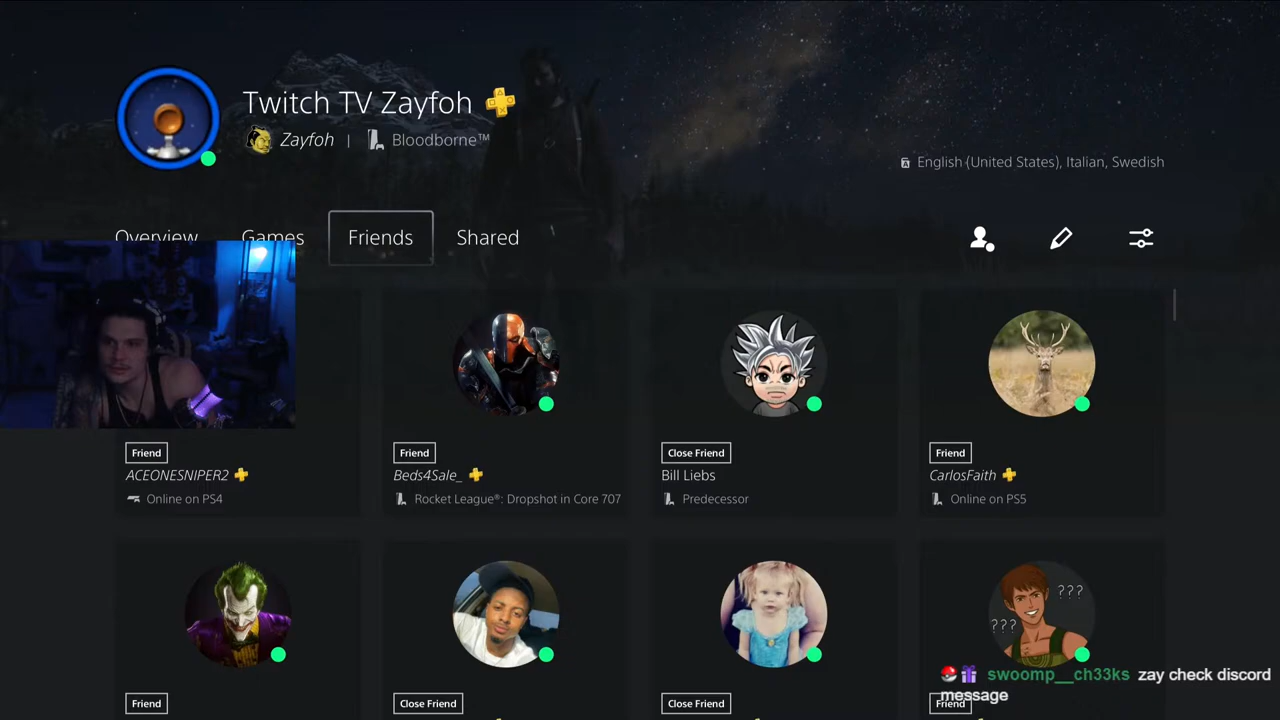 Twitch TV Zayfoh
Zayfoh | Bloodborne™
English (United States), Italian, Swedish
Overview
Games
Friends
Shared
Friend
ACEONESNIPER2
Online on PS4
Friend
Beds4Sale_
Rocket League®: Dropshot in Core 707
Close Friend
Bill Liebs
Predecessor
Friend
CarlosFaith
Online on PS5
???
???
Friend
Close Friend
Close Friend
Friend
swoomp__ch33ks zay check discord
message